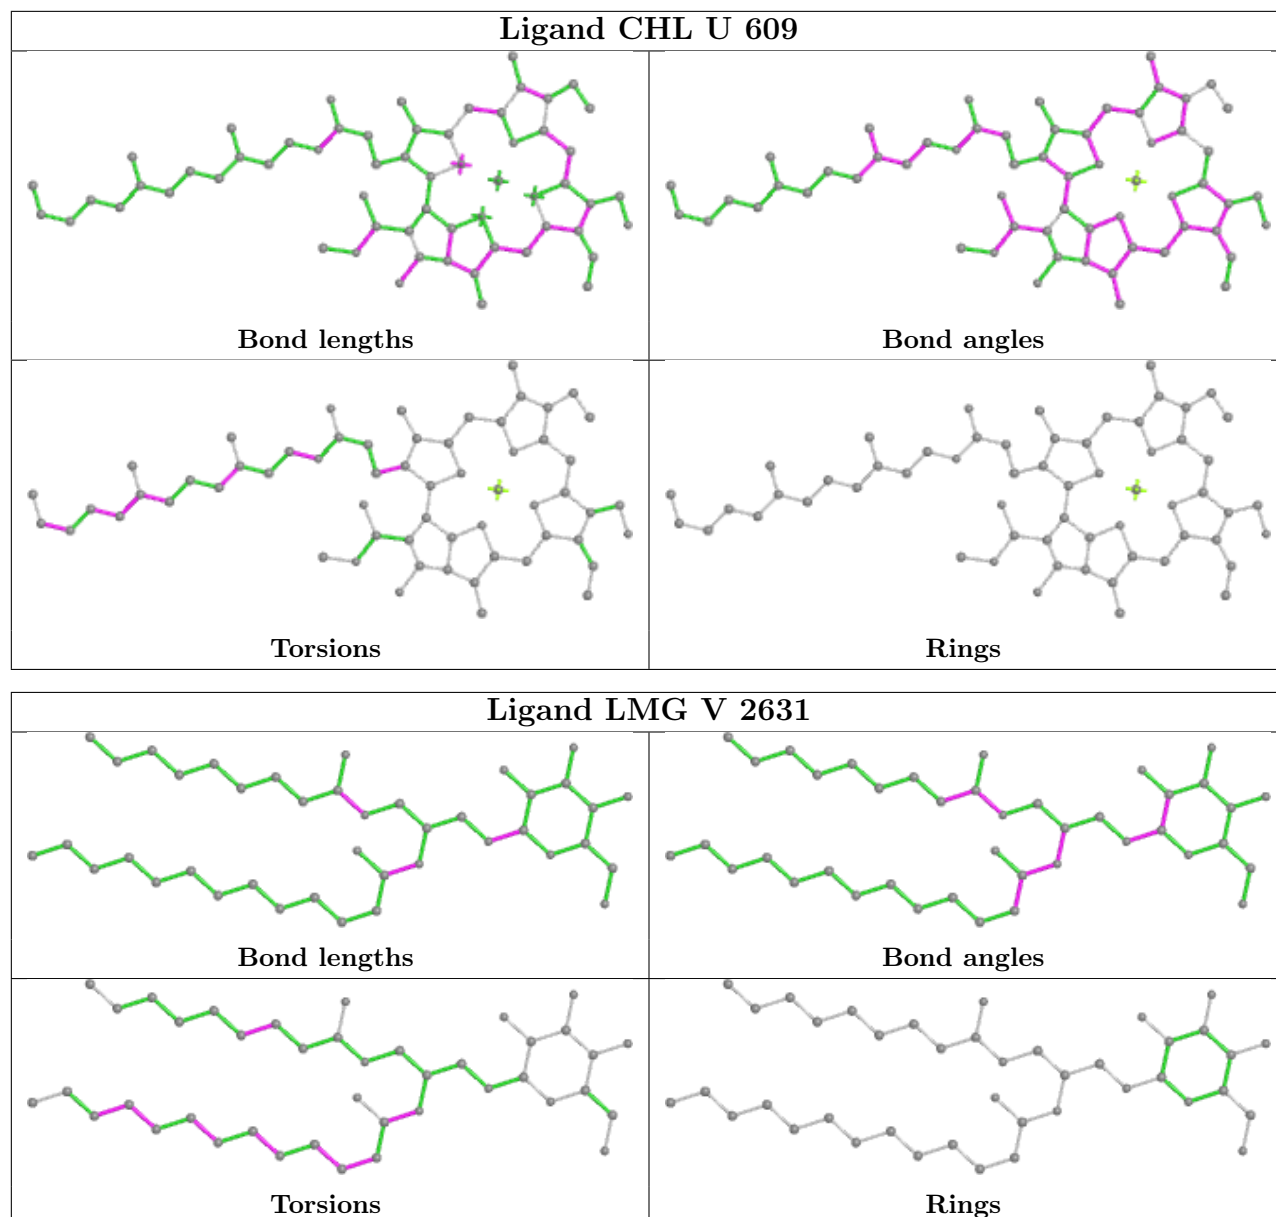 Ligand CHL U 609
Bond lengths
Bond angles
Torsions
Rings
Ligand LMG V 2631
Bond lengths
Bond angles
Torsions
Rings